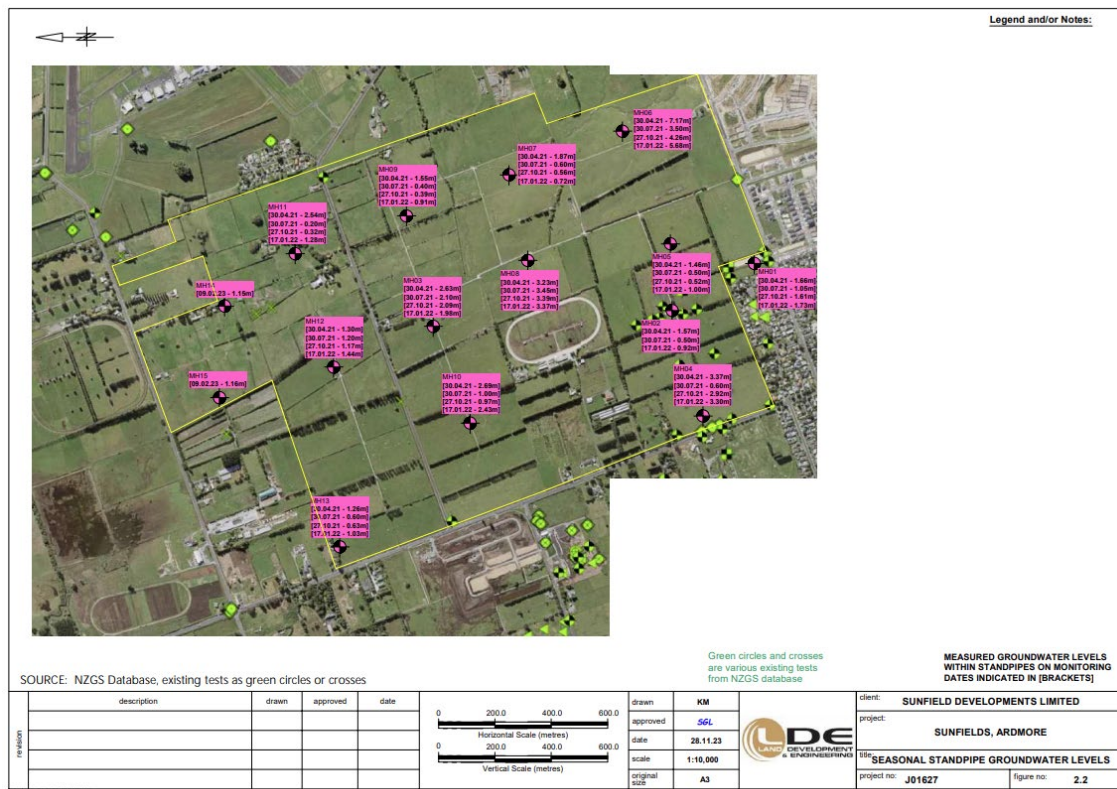 Legend and/or Notes:
MH06
[30.04.21 - 7.17m]
[30.07.21 - 3.50m]
[27.10.21 - 4.26m]
[17.01.22 - 5.68m]
MH07
[30.04.21 - 1.87m]
[30.07.21 - 0.60m]
[27.10.21 - 0.56m]
[17.01.22 - 0.72m]
MH09
[30.04.21 - 1.55m]
[30.07.21 - 0.40m]
[27.10.21 - 0.39m]
[17.01.22 - 0.91m]
MH11
[30.04.21 - 2.54m]
[30.07.21 - 0.20m]
[27.10.21 - 0.32m]
[17.01.22 - 1.28m]
MH14
[09.02.23 - 1.15m]
MH03
[30.04.21 - 2.63m]
[30.07.21 - 2.10m]
[27.10.21 - 2.09m]
[17.01.22 - 1.98m]
MH08
[30.04.21 - 3.23m]
[30.07.21 - 3.45m]
[27.10.21 - 3.39m]
[17.01.22 - 3.37m]
MH05
[30.04.21 - 1.46m]
[30.07.21 - 0.50m]
[27.10.21 - 0.52m]
[17.01.22 - 1.00m]
MH01
[30.04.21 - 1.66m]
[30.07.21 - 1.05m]
[27.10.21 - 1.61m]
[17.01.22 - 1.73m]
MH12
[30.04.21 - 1.30m]
[30.07.21 - 1.20m]
[27.10.21 - 1.17m]
[17.01.22 - 1.44m]
MH02
[30.04.21 - 1.57m]
[30.07.21 - 0.50m]
[17.01.22 - 0.92m]
MH15
[09.02.23 - 1.16m]
MH10
[30.04.21 - 2.69m]
[30.07.21 - 1.00m]
[27.10.21 - 0.97m]
[17.01.22 - 2.43m]
MH04
[30.04.21 - 3.37m]
[30.07.21 - 0.60m]
[27.10.21 - 2.92m]
[17.01.22 - 3.30m]
MH13
[30.04.21 - 1.26m]
[30.07.21 - 0.60m]
[27.10.21 - 0.63m]
[17.01.22 - 1.03m]
SOURCE: NZGS Database, existing tests as green circles or crosses
Green circles and crosses
are various existing tests
from NZGS database
MEASURED GROUNDWATER LEVELS
WITHIN STANDPIPES ON MONITORING
DATES INDICATED IN [BRACKETS]
revision
description drawn approved date
0 200.0 400.0 600.0
Horizontal Scale (metres)
0 200.0 400.0 600.0
Vertical Scale (metres)
drawn KM
approved SGL
date 28.11.23
scale 1:10,000
original size A3
LDE
LAND DEVELOPMENT
& ENGINEERING
client: SUNFIELD DEVELOPMENTS LIMITED
project: SUNFIELDS, ARDMORE
title: SEASONAL STANDPIPE GROUNDWATER LEVELS
project no: J01627 figure no: 2.2